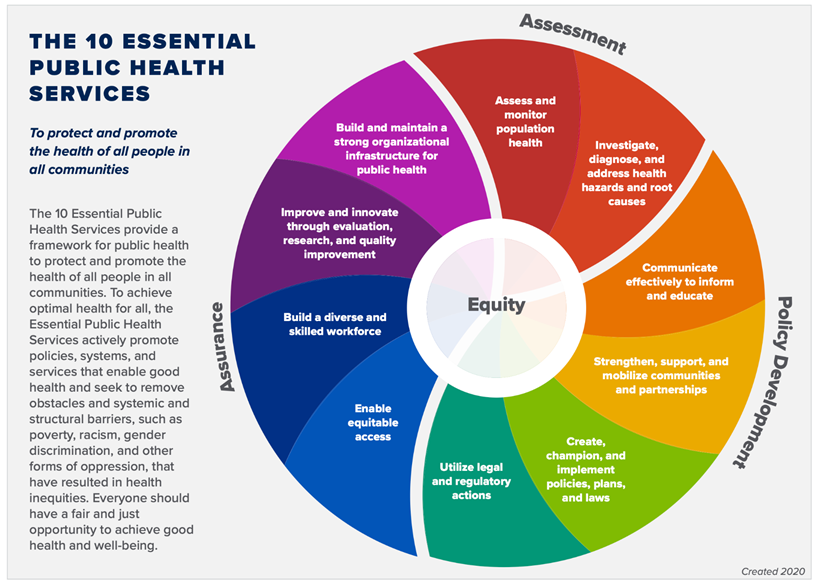 THE 10 ESSENTIAL
PUBLIC HEALTH
SERVICES
To protect and promote
the health of all people in
all communities
The 10 Essential Public
Health Services provide a
framework for public health
to protect and promote the
health of all people in all
communities. To achieve
optimal health for all, the
Essential Public Health
Services actively promote
policies, systems, and
services that enable good
health and seek to remove
obstacles and systemic and
structural barriers, such as
poverty, racism, gender
discrimination, and other
forms of oppression, that
have resulted in health
inequities. Everyone should
have a fair and just
opportunity to achieve good
health and well-being.
Assessment
Assess and
monitor
population
health
Investigate,
diagnose, and
address health
hazards and root
causes
Policy Development
Communicate
effectively to inform
and educate
Strengthen, support, and
mobilize communities
and partnerships
Create,
champion, and
implement
policies, plans,
and laws
Utilize legal
and regulatory
actions
Assurance
Enable
equitable
access
Build a diverse and
skilled workforce
Improve and innovate
through evaluation,
research, and quality
improvement
Build and maintain a
strong organizational
infrastructure for
public health
Equity
Created 2020